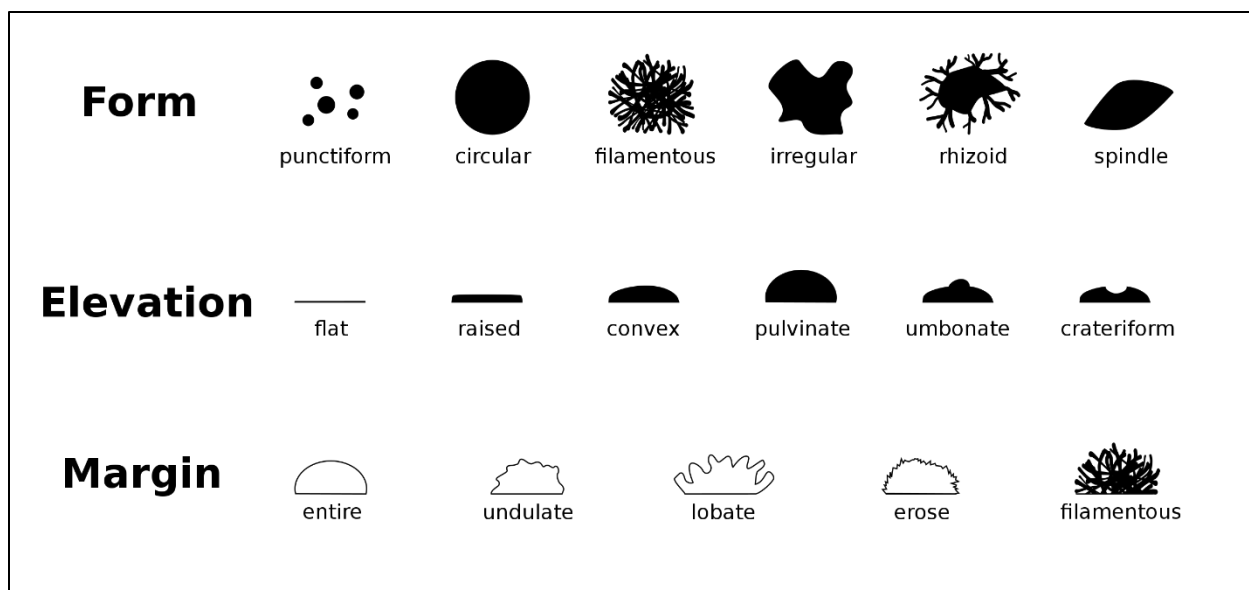 Form
punctiform circular filamentous irregular rhizoid spindle
Elevation
flat raised convex pulvinate umbonate crateriform
Margin
entire undulate lobate erose filamentous